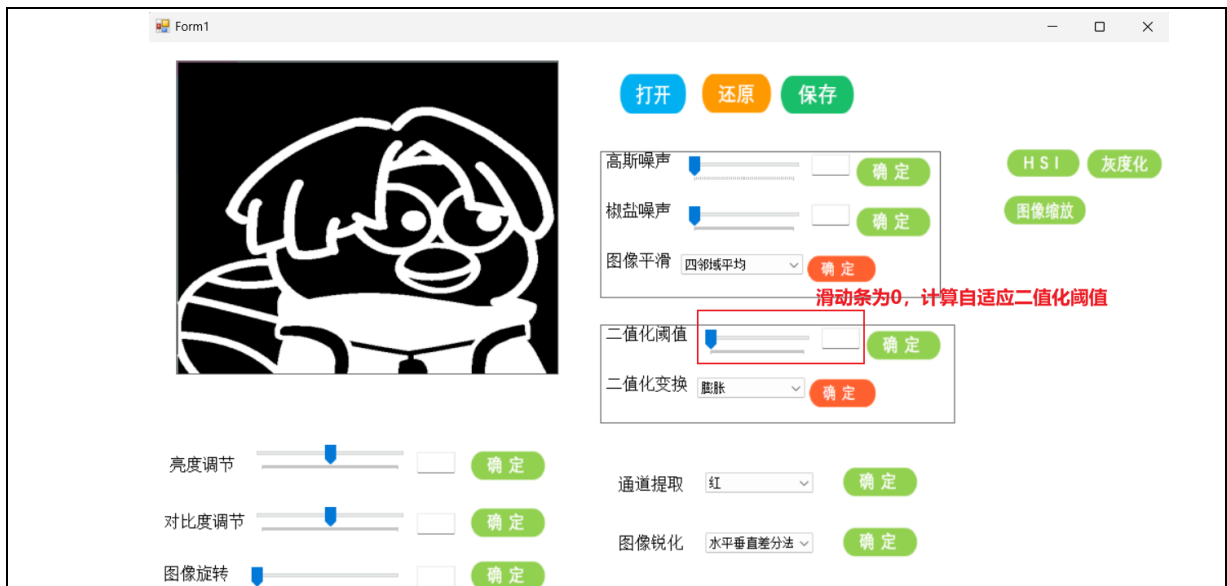 Form1
打开 还原 保存
高斯噪声 确 定
HSI 灰度化
椒盐噪声 确 定
图像缩放
图像平滑 四邻域平均 确 定
滑动条为0，计算自适应二值化阈值
二值化阈值 确 定
二值化变换 膨胀 确 定
亮度调节 确 定
通道提取 红 确 定
对比度调节 确 定
图像锐化 水平垂直差分法 确 定
图像旋转 确 定